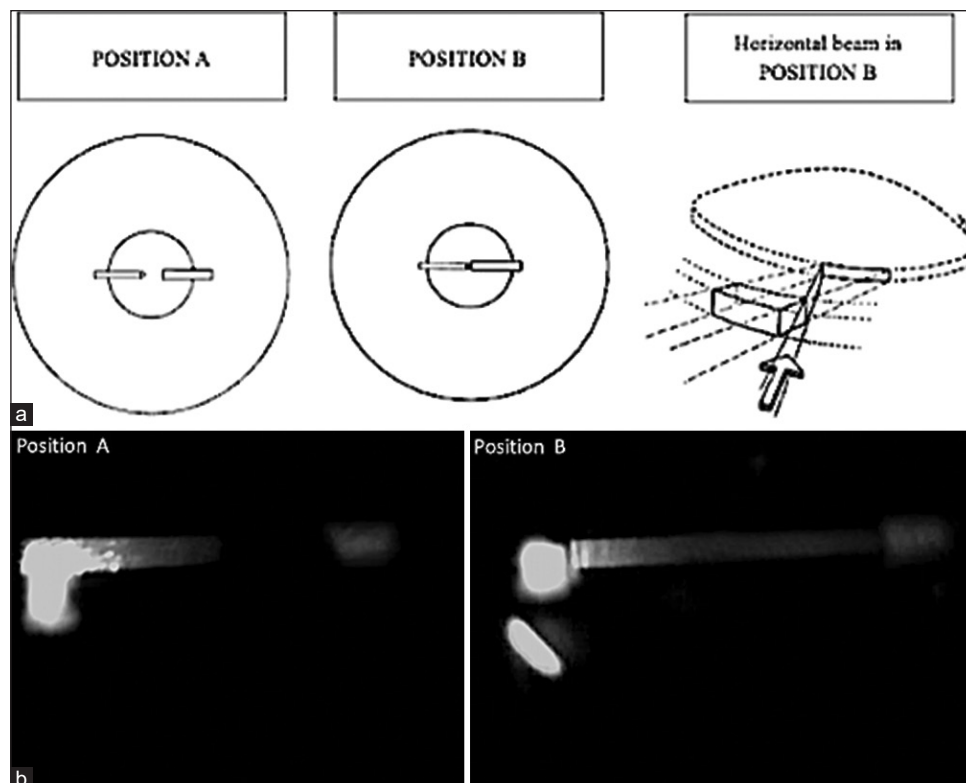 POSITION A
POSITION B
Horizontal beam in
POSITION B
a
Position A
Position B
b